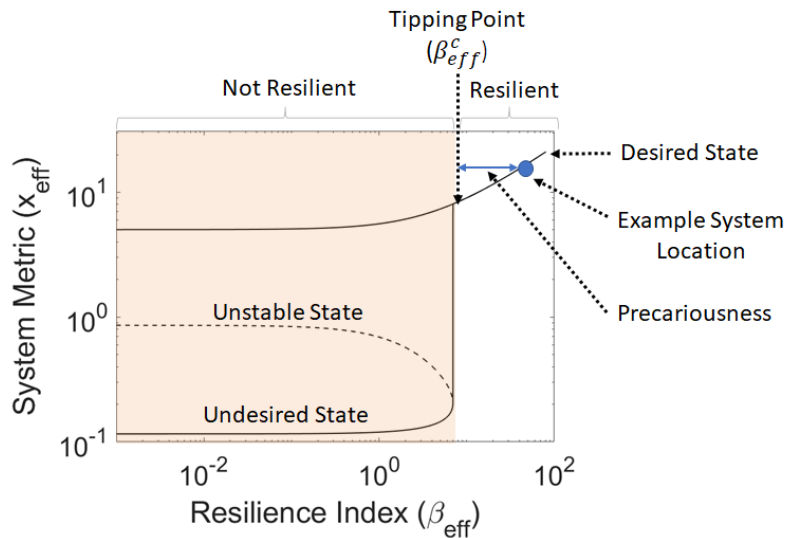 Tipping Point
(β^c_eff)
Not Resilient
Resilient
Desired State
Example System
Location
Precariousness
Unstable State
Undesired State
System Metric (x_eff)
10^1
10^0
10^-1
10^-2
10^0
10^2
Resilience Index (β_eff)